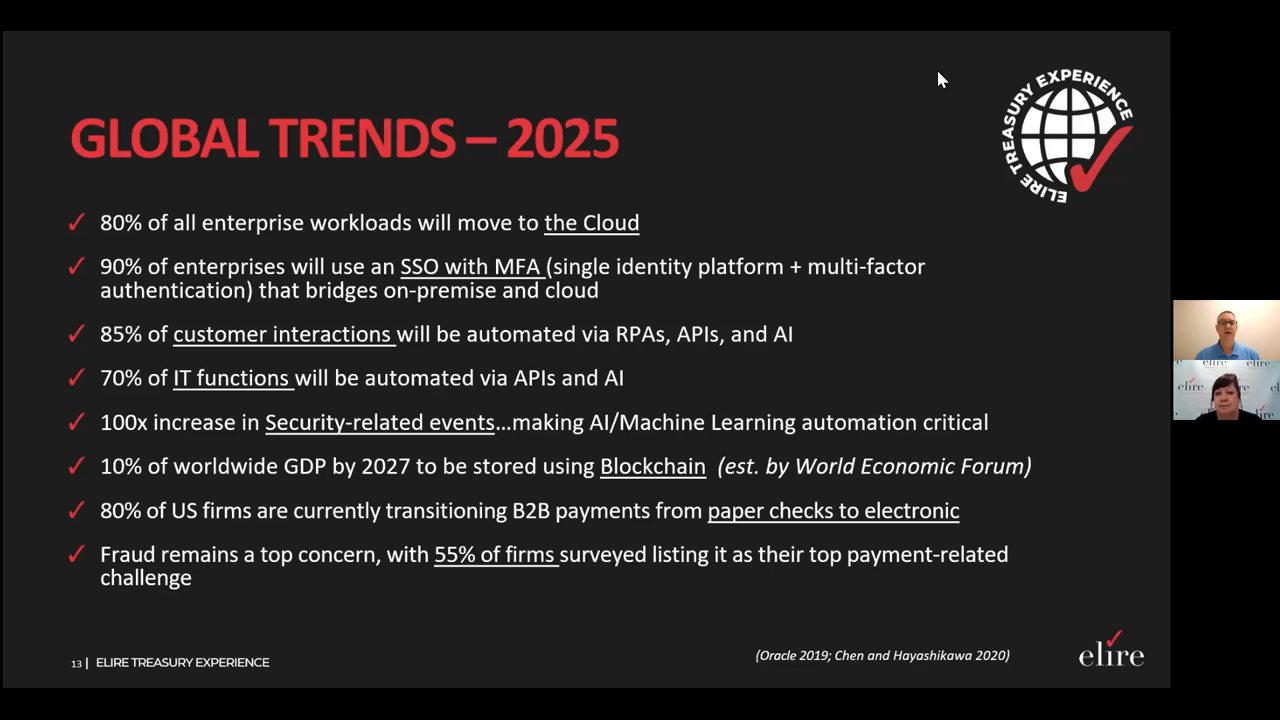 ELIRE TREASURY EXPERIENCE
GLOBAL TRENDS – 2025
✓ 80% of all enterprise workloads will move to the Cloud
✓ 90% of enterprises will use an SSO with MFA (single identity platform + multi-factor
authentication) that bridges on-premise and cloud
✓ 85% of customer interactions will be automated via RPAs, APIs, and AI
✓ 70% of IT functions will be automated via APIs and AI
✓ 100x increase in Security-related events…making AI/Machine Learning automation critical
✓ 10% of worldwide GDP by 2027 to be stored using Blockchain (est. by World Economic Forum)
✓ 80% of US firms are currently transitioning B2B payments from paper checks to electronic
✓ Fraud remains a top concern, with 55% of firms surveyed listing it as their top payment-related
challenge
13 | ELIRE TREASURY EXPERIENCE
(Oracle 2019; Chen and Hayashikawa 2020)
elire
elire
elire